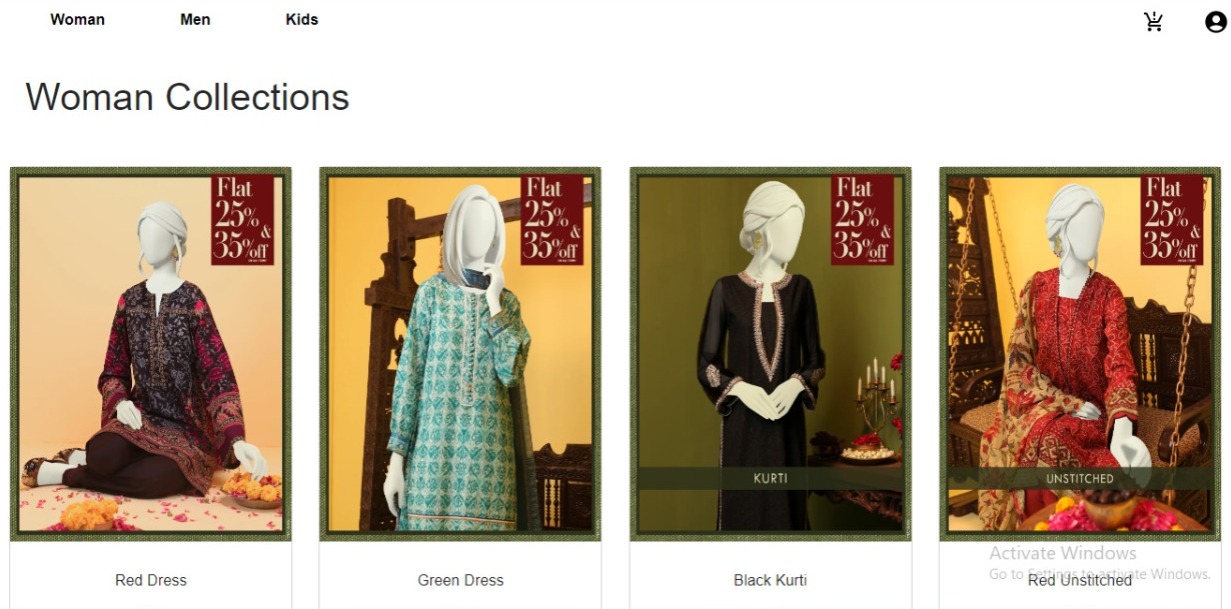 Woman
Men
Kids
Woman Collections
Flat
25%
&
35%/off
Flat
25%
&
35%/off
Flat
25%
&
35%/off
Flat
25%
&
35%/off
KURTI
UNSTITCHED
Red Dress
Green Dress
Black Kurti
Red Unstitched
Activate Windows
Go to Settings to activate Windows.